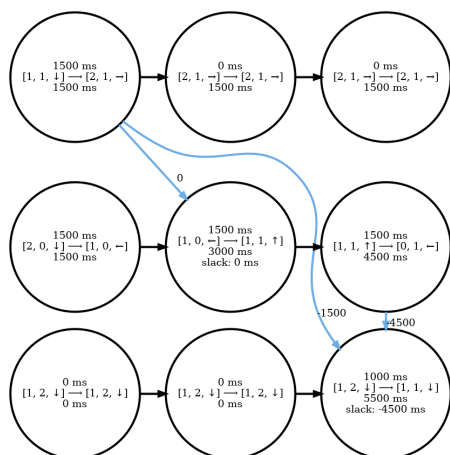 1500 ms
[1, 1, ↓] ⟶ [2, 1, →]
1500 ms
0 ms
[2, 1, →] ⟶ [2, 1, →]
1500 ms
0 ms
[2, 1, →] ⟶ [2, 1, →]
1500 ms
0
1500 ms
[2, 0, ↓] ⟶ [1, 0, ←]
1500 ms
1500 ms
[1, 0, ←] ⟶ [1, 1, ↑]
3000 ms
slack: 0 ms
1500 ms
[1, 1, ↑] ⟶ [0, 1, ←]
4500 ms
-1500
-4500
0 ms
[1, 2, ↓] ⟶ [1, 2, ↓]
0 ms
0 ms
[1, 2, ↓] ⟶ [1, 2, ↓]
0 ms
1000 ms
[1, 2, ↓] ⟶ [1, 1, ↓]
5500 ms
slack: -4500 ms